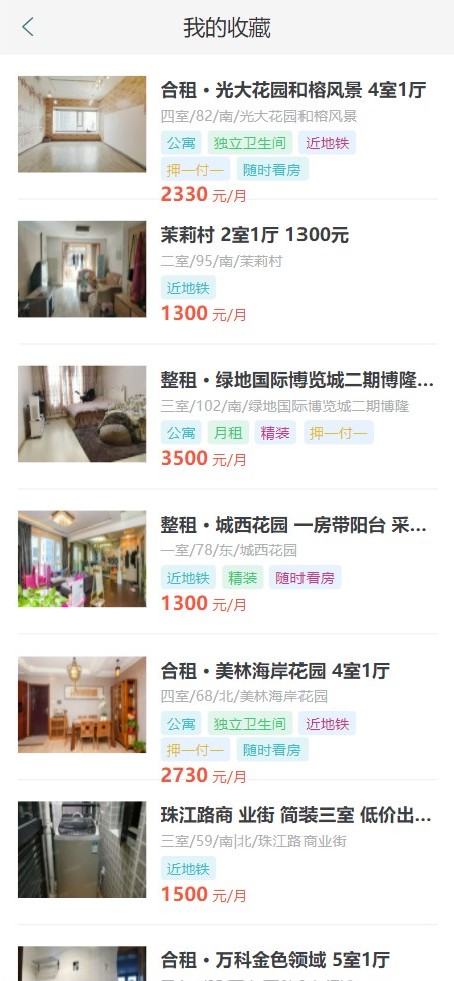 我的收藏
合租·光大花园和榕风景 4室1厅
四室/82/南/光大花园和榕风景
公寓 独立卫生间 近地铁
押一付一 随时看房
2330 元/月
茉莉村 2室1厅 1300元
二室/95/南/茉莉村
近地铁
1300 元/月
整租·绿地国际博览城二期博隆...
三室/102/南/绿地国际博览城二期博隆
公寓 月租 精装 押一付一
3500 元/月
整租·城西花园 一房带阳台 采...
一室/78/东/城西花园
近地铁 精装 随时看房
1300 元/月
合租·美林海岸花园 4室1厅
四室/68/北/美林海岸花园
公寓 独立卫生间 近地铁
押一付一 随时看房
2730 元/月
珠江路商 业街 简装三室 低价出...
三室/59/南|北/珠江路商业街
近地铁
1500 元/月
合租·万科金色领域 5室1厅